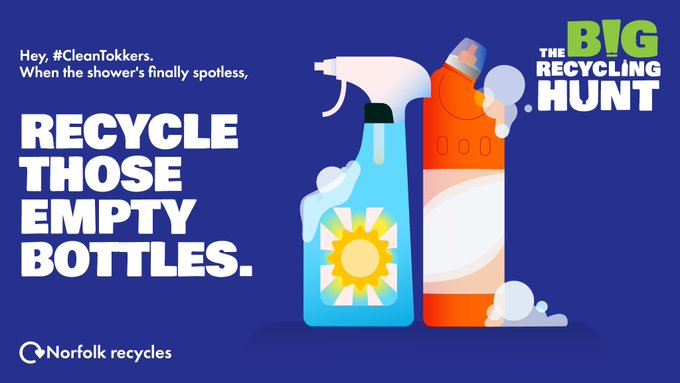 Hey, #CleanTokkers.
When the shower's finally spotless,
RECYCLE
THOSE
EMPTY
BOTTLES.
THE BIG
RECYCLING
HUNT
Norfolk recycles